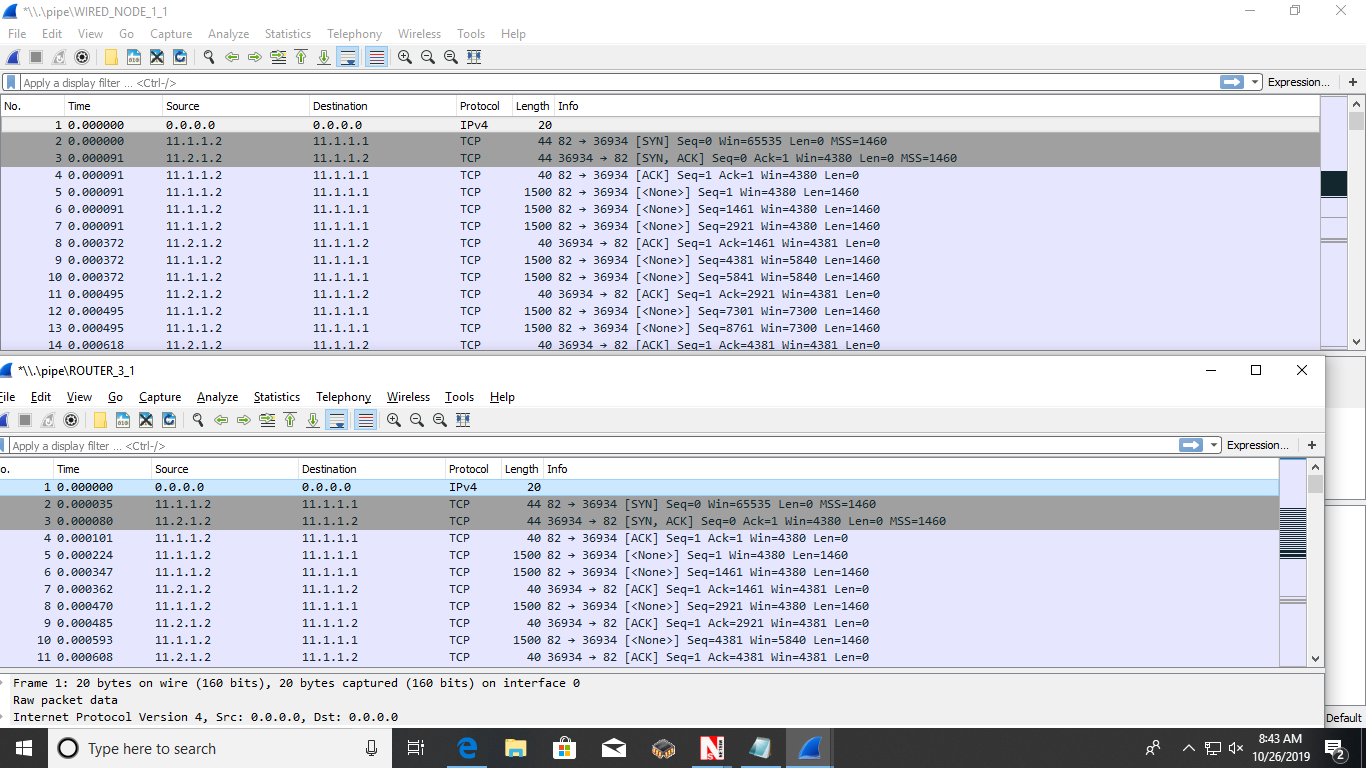 *\\.\pipe\WIRED_NODE_1_1
File Edit View Go Capture Analyze Statistics Telephony Wireless Tools Help
Apply a display filter ... <Ctrl-/> Expression... +
No. Time Source Destination Protocol Length Info
1 0.000000 0.0.0.0 0.0.0.0 IPv4 20
2 0.000000 11.1.1.2 11.1.1.1 TCP 44 82 → 36934 [SYN] Seq=0 Win=65535 Len=0 MSS=1460
3 0.000091 11.2.1.1 11.1.1.2 TCP 44 36934 → 82 [SYN, ACK] Seq=0 Ack=1 Win=4380 Len=0 MSS=1460
4 0.000091 11.1.1.2 11.1.1.1 TCP 40 82 → 36934 [ACK] Seq=1 Ack=1 Win=4380 Len=0
5 0.000091 11.1.1.2 11.1.1.1 TCP 1500 82 → 36934 [<None>] Seq=1 Win=4380 Len=1460
6 0.000091 11.1.1.2 11.1.1.1 TCP 1500 82 → 36934 [<None>] Seq=1461 Win=4380 Len=1460
7 0.000091 11.1.1.2 11.1.1.1 TCP 1500 82 → 36934 [<None>] Seq=2921 Win=4380 Len=1460
8 0.000372 11.2.1.1 11.1.1.2 TCP 40 36934 → 82 [ACK] Seq=1 Ack=1461 Win=4381 Len=0
9 0.000372 11.1.1.2 11.1.1.1 TCP 1500 82 → 36934 [<None>] Seq=4381 Win=5840 Len=1460
10 0.000372 11.1.1.2 11.1.1.1 TCP 1500 82 → 36934 [<None>] Seq=5841 Win=5840 Len=1460
11 0.000495 11.2.1.1 11.1.1.2 TCP 40 36934 → 82 [ACK] Seq=1 Ack=2921 Win=4381 Len=0
12 0.000495 11.1.1.2 11.1.1.1 TCP 1500 82 → 36934 [<None>] Seq=7301 Win=7300 Len=1460
13 0.000495 11.1.1.2 11.1.1.1 TCP 1500 82 → 36934 [<None>] Seq=8761 Win=7300 Len=1460
14 0.000618 11.2.1.2 11.1.1.2 TCP 40 36934 → 82 [ACK] Seq=1 Ack=4381 Win=4381 Len=0
*\\.\pipe\ROUTER_3_1
File Edit View Go Capture Analyze Statistics Telephony Wireless Tools Help
Apply a display filter ... <Ctrl-/> Expression... +
o. Time Source Destination Protocol Length Info
1 0.000000 0.0.0.0 0.0.0.0 IPv4 20
2 0.000035 11.1.1.2 11.1.1.1 TCP 44 82 → 36934 [SYN] Seq=0 Win=65535 Len=0 MSS=1460
3 0.000080 11.2.1.2 11.1.1.2 TCP 44 36934 → 82 [SYN, ACK] Seq=0 Ack=1 Win=4380 Len=0 MSS=1460
4 0.000101 11.1.1.2 11.1.1.1 TCP 40 82 → 36934 [ACK] Seq=1 Ack=1 Win=4380 Len=0
5 0.000224 11.1.1.2 11.1.1.1 TCP 1500 82 → 36934 [<None>] Seq=1 Win=4380 Len=1460
6 0.000347 11.1.1.2 11.1.1.1 TCP 1500 82 → 36934 [<None>] Seq=1461 Win=4380 Len=1460
7 0.000362 11.2.1.2 11.1.1.2 TCP 40 36934 → 82 [ACK] Seq=1 Ack=1461 Win=4381 Len=0
8 0.000470 11.1.1.2 11.1.1.1 TCP 1500 82 → 36934 [<None>] Seq=2921 Win=4380 Len=1460
9 0.000485 11.2.1.2 11.1.1.2 TCP 40 36934 → 82 [ACK] Seq=1 Ack=2921 Win=4381 Len=0
10 0.000593 11.1.1.2 11.1.1.1 TCP 1500 82 → 36934 [<None>] Seq=4381 Win=5840 Len=1460
11 0.000608 11.2.1.2 11.1.1.2 TCP 40 36934 → 82 [ACK] Seq=1 Ack=4381 Win=4381 Len=0
Frame 1: 20 bytes on wire (160 bits), 20 bytes captured (160 bits) on interface 0
Raw packet data
Internet Protocol Version 4, Src: 0.0.0.0, Dst: 0.0.0.0
Default
Type here to search
8:43 AM
10/26/2019
2